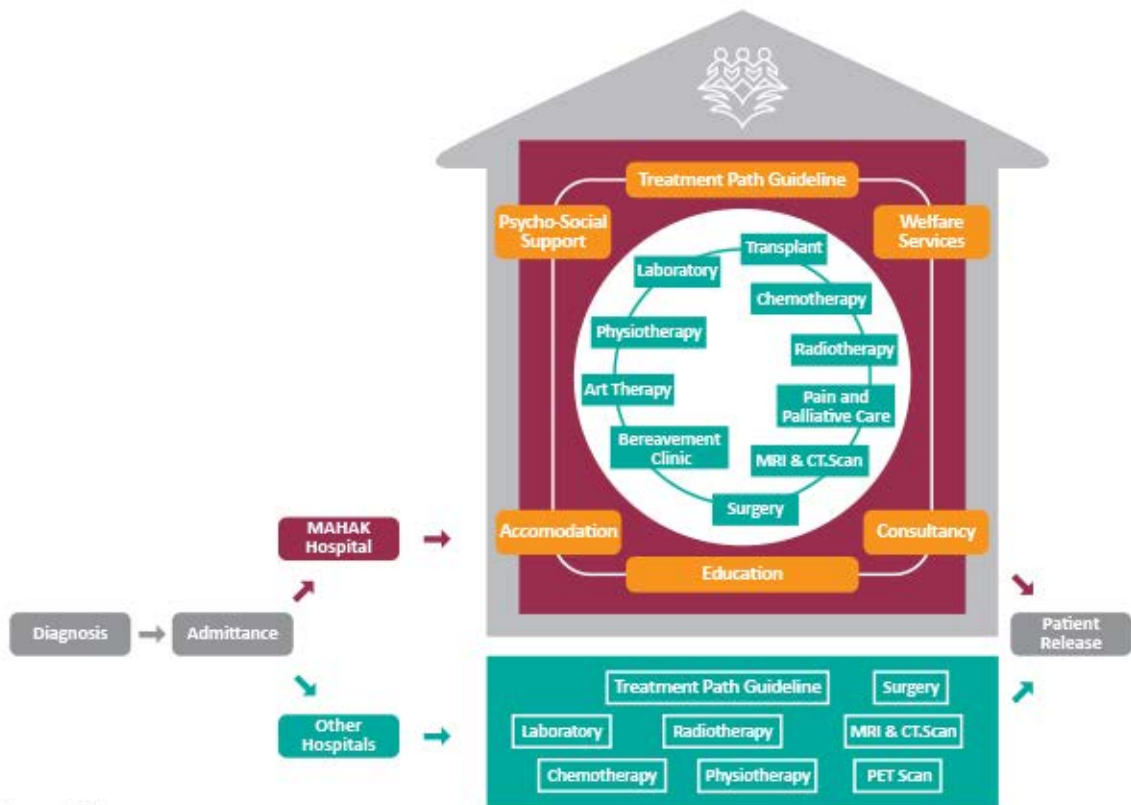 Treatment Path Guideline
Psycho-Social
Support
Welfare
Services
Transplant
Laboratory
Chemotherapy
Physiotherapy
Radiotherapy
Art Therapy
Pain and
Palliative Care
Bereavement
Clinic
MRI & CT.Scan
Surgery
Accomodation
Consultancy
Education
MAHAK
Hospital
Diagnosis
Admittance
Patient
Release
Other
Hospitals
Treatment Path Guideline
Surgery
Laboratory
Radiotherapy
MRI & CT.Scan
Chemotherapy
Physiotherapy
PET Scan